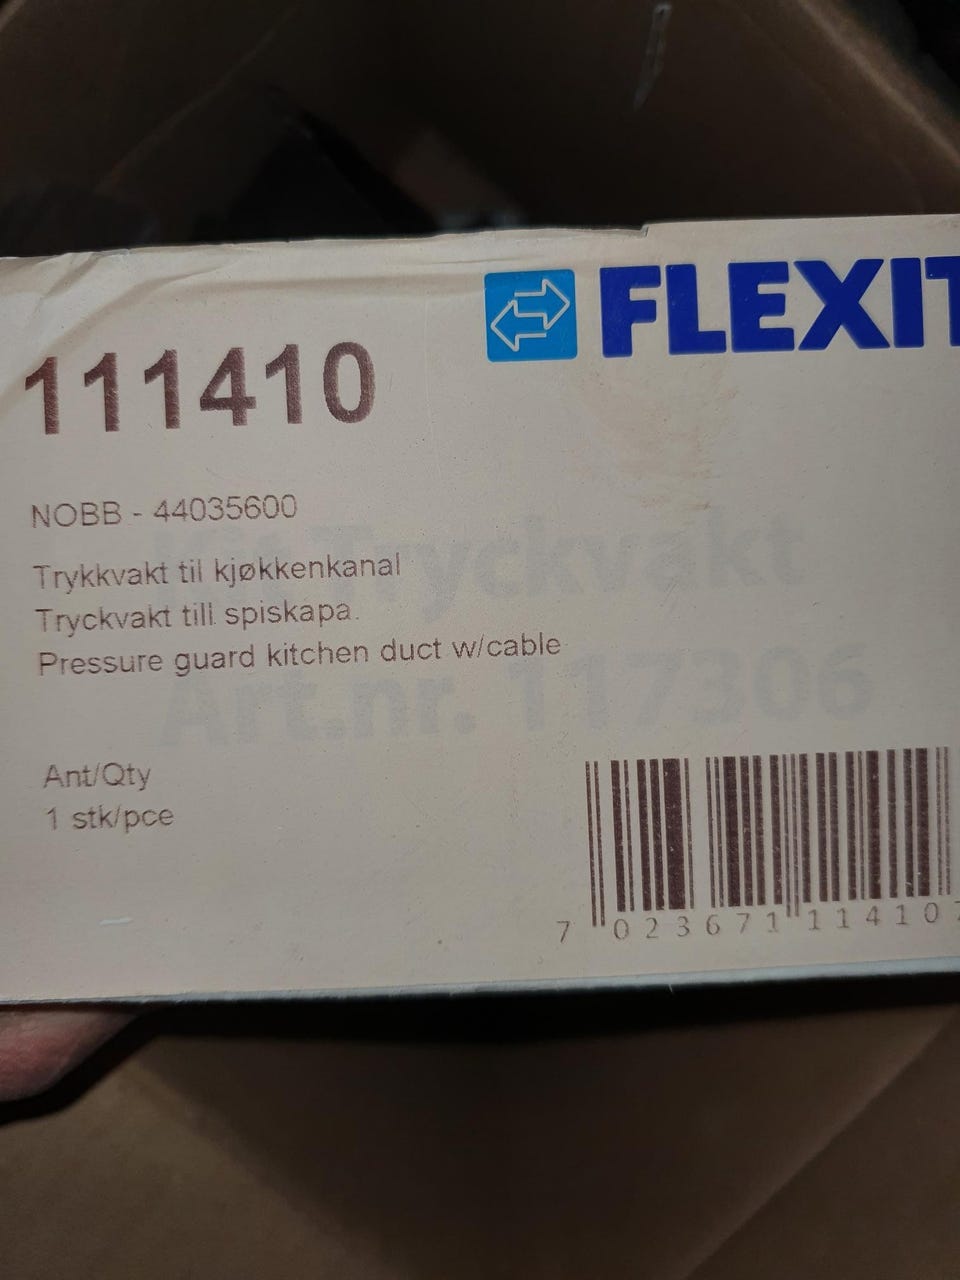 FLEXIT
111410
NOBB - 44035600
Trykkvakt til kjøkkenkanal
Tryckvakt till spiskapa.
Pressure guard kitchen duct w/cable
Kit Tryckvakt
Art.nr. 117306
Ant/Qty
1 stk/pce
7 023671 114107